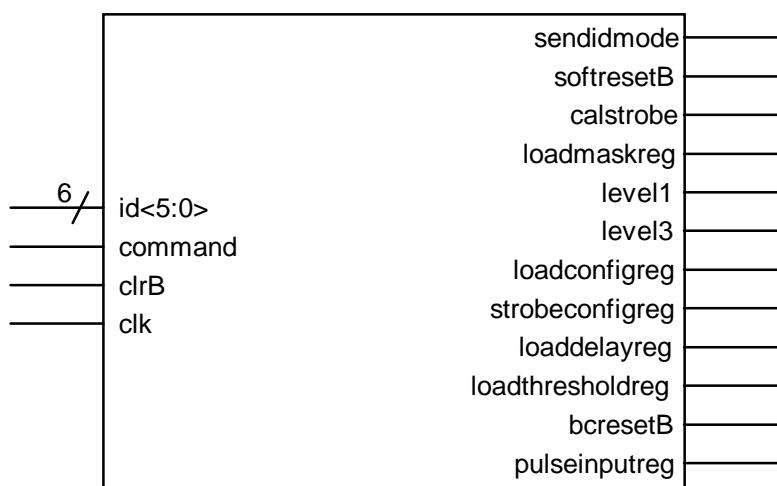 6
id<5:0>
command
clrB
clk
sendidmode
softresetB
calstrobe
loadmaskreg
level1
level3
loadconfigreg
strobeconfigreg
loaddelayreg
loadthresholdreg
bcresetB
pulseinputreg